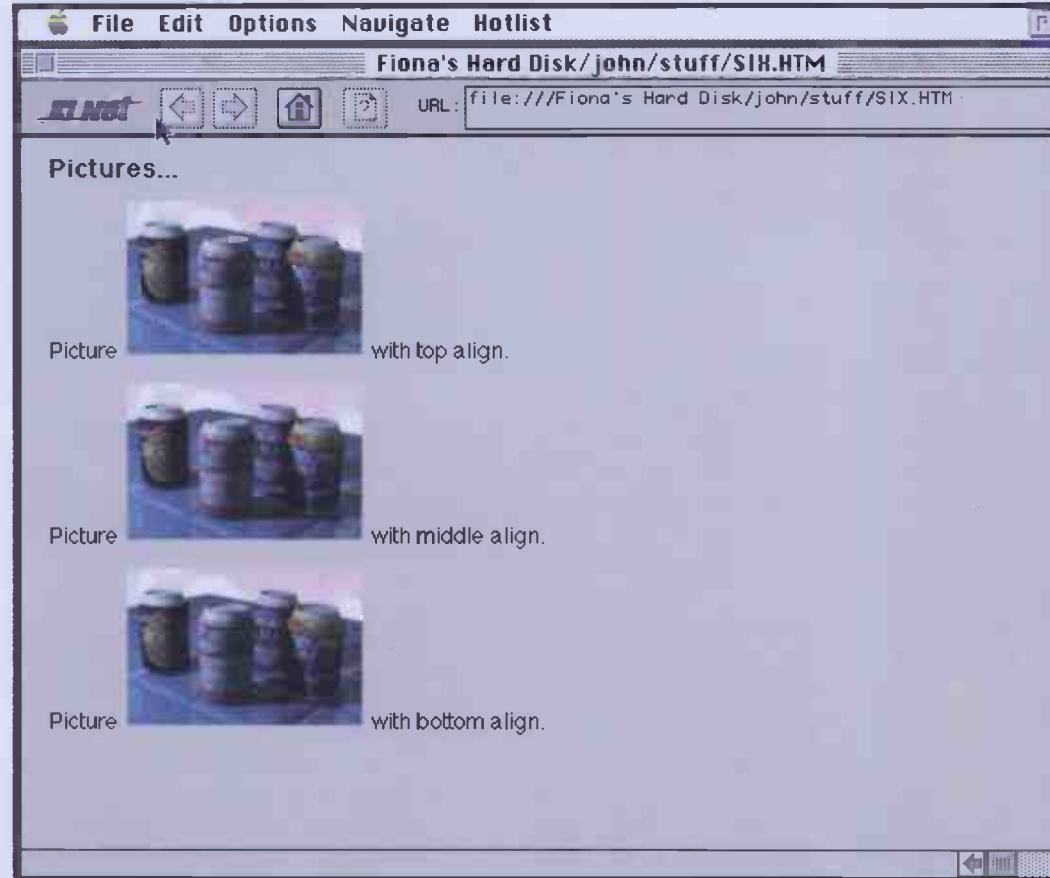 File Edit Options Navigate Hotlist
Fiona's Hard Disk/john/stuff/SIX.HTM
EINet URL: file:///Fiona's Hard Disk/john/stuff/SIX.HTM
Pictures...
Picture with top align.
Picture with middle align.
Picture with bottom align.